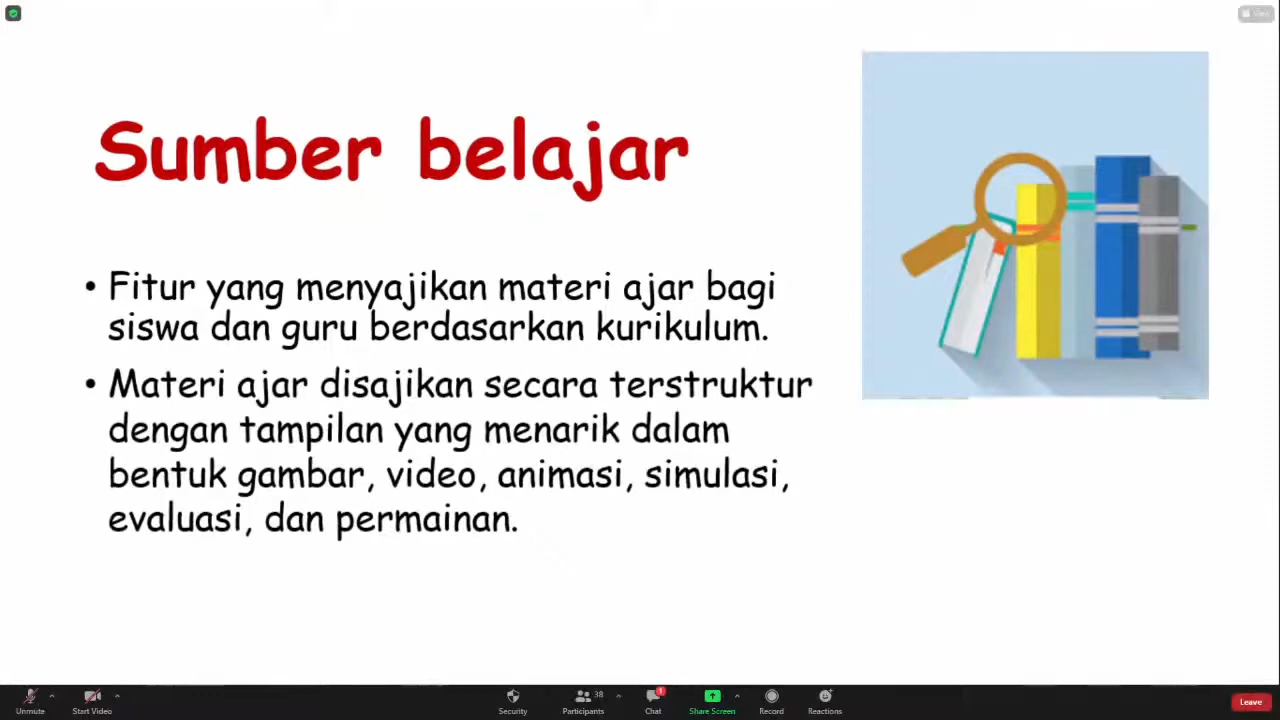 View
Sumber belajar
• Fitur yang menyajikan materi ajar bagi
siswa dan guru berdasarkan kurikulum.
• Materi ajar disajikan secara terstruktur
dengan tampilan yang menarik dalam
bentuk gambar, video, animasi, simulasi,
evaluasi, dan permainan.
Unmute
Start Video
Security
38
Participants
1
Chat
Share Screen
Record
Reactions
Leave